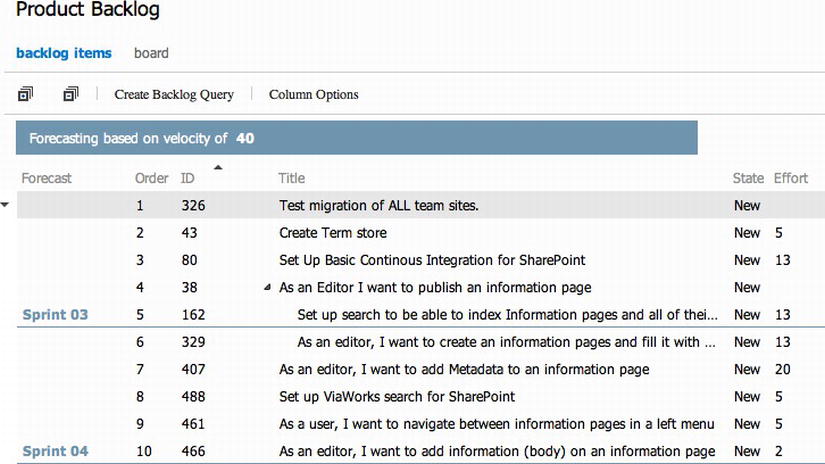 Product Backlog
backlog items board
Create Backlog Query Column Options
Forecasting based on velocity of 40
Forecast Order ID Title State Effort
1 326 Test migration of ALL team sites. New
2 43 Create Term store New 5
3 80 Set Up Basic Continous Integration for SharePoint New 13
4 38 As an Editor I want to publish an information page New
Sprint 03 5 162 Set up search to be able to index Information pages and all of thei... New 13
6 329 As an editor, I want to create an information pages and fill it with ... New 13
7 407 As an editor, I want to add Metadata to an information page New 20
8 488 Set up ViaWorks search for SharePoint New 5
9 461 As a user, I want to navigate between information pages in a left menu New 5
Sprint 04 10 466 As an editor, I want to add information (body) on an information page New 2